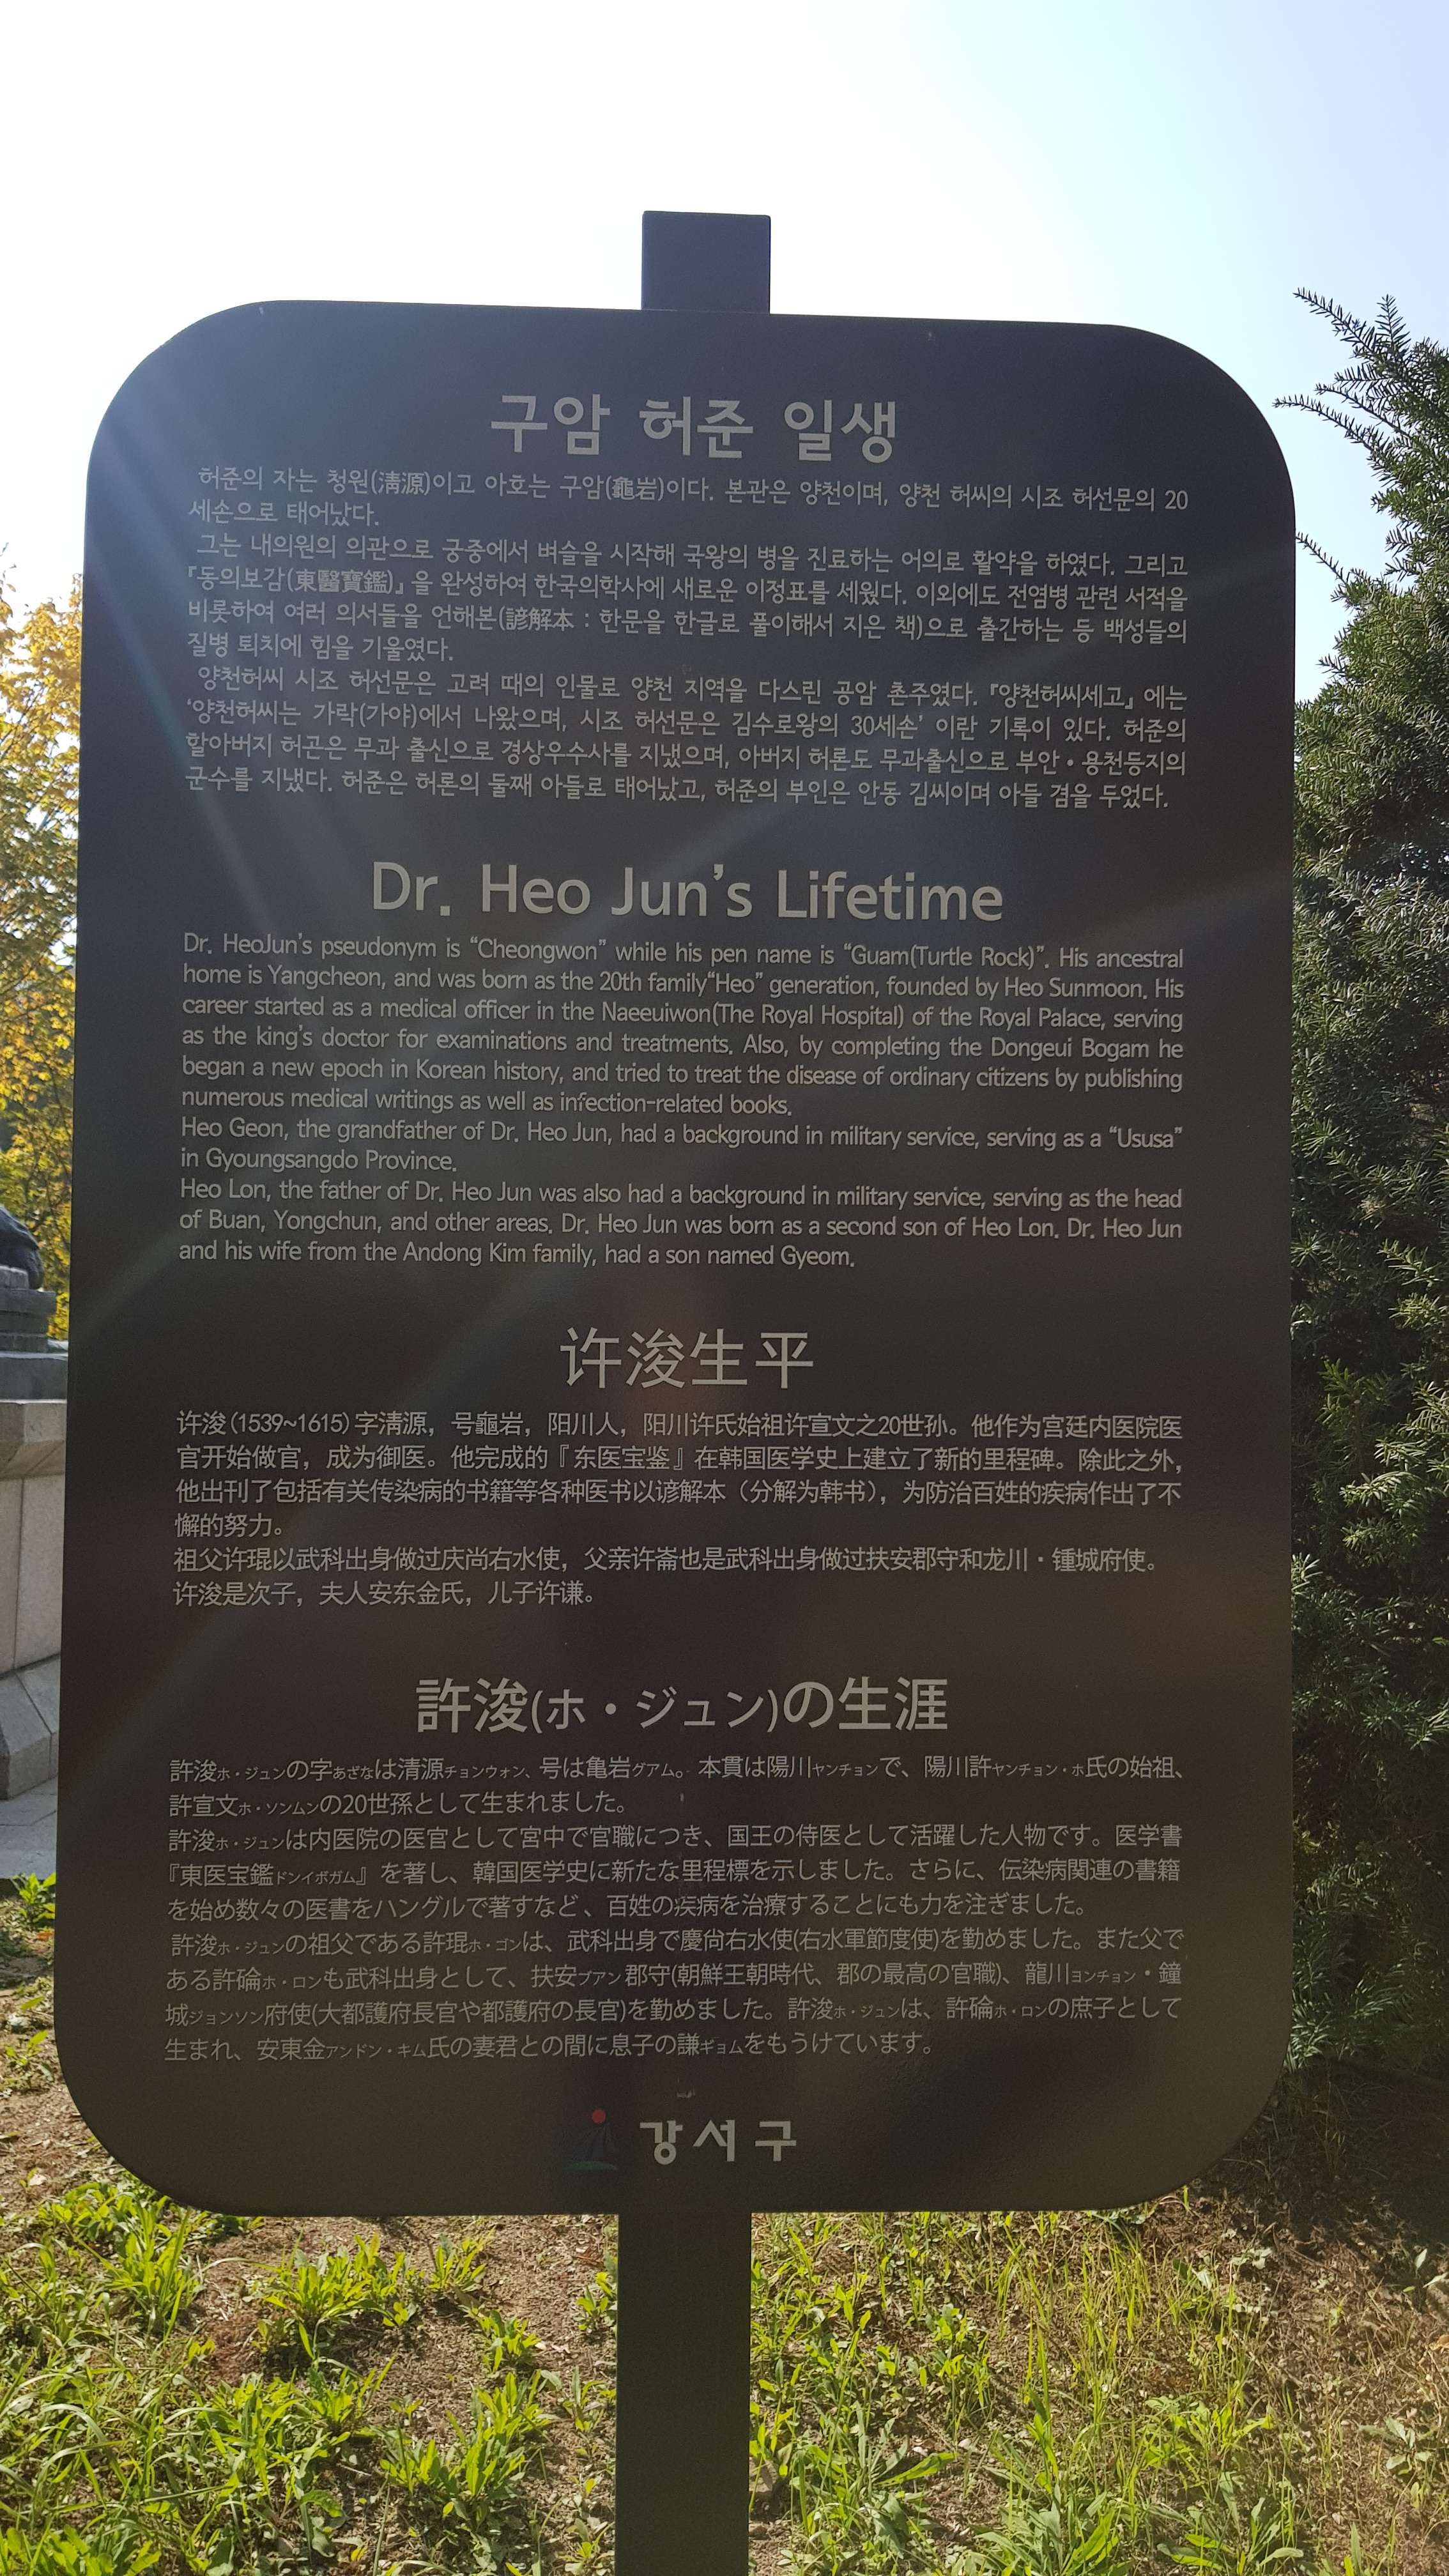 구암 허준 일생
허준의 자는 청원(淸源)이고 아호는 구암(龜岩)이다. 본관은 양천이며, 양천 허씨의 시조 허선문의 20
세손으로 태어났다.
그는 내의원의 의관으로 궁중에서 벼슬을 시작해 국왕의 병을 진료하는 어의로 활약을 하였다. 그리고
『동의보감(東醫寶鑑)』을 완성하여 한국의학사에 새로운 이정표를 세웠다. 이외에도 전염병 관련 서적을
비롯하여 여러 의서들을 언해본(諺解本 : 한문을 한글로 풀이해서 지은 책)으로 출간하는 등 백성들의
질병 퇴치에 힘을 기울였다.
양천허씨 시조 허선문은 고려 때의 인물로 양천 지역을 다스린 공암 촌주였다. 『양천허씨세고』에는
‘양천허씨는 가락(가야)에서 나왔으며, 시조 허선문은 김수로왕의 30세손’ 이란 기록이 있다. 허준의
할아버지 허곤은 무과 출신으로 경상우수사를 지냈으며, 아버지 허론도 무과출신으로 부안・용천등지의
군수를 지냈다. 허준은 허론의 둘째 아들로 태어났고, 허준의 부인은 안동 김씨이며 아들 겸을 두었다.
Dr. Heo Jun’s Lifetime
Dr. HeoJun’s pseudonym is “Cheongwon” while his pen name is “Guam(Turtle Rock)”. His ancestral
home is Yangcheon, and was born as the 20th family“Heo” generation, founded by Heo Sunmoon. His
career started as a medical officer in the Naeeuiwon(The Royal Hospital) of the Royal Palace, serving
as the king’s doctor for examinations and treatments. Also, by completing the Dongeui Bogam he
began a new epoch in Korean history, and tried to treat the disease of ordinary citizens by publishing
numerous medical writings as well as infection-related books.
Heo Geon, the grandfather of Dr. Heo Jun, had a background in military service, serving as a “Ususa”
in Gyoungsangdo Province.
Heo Lon, the father of Dr. Heo Jun was also had a background in military service, serving as the head
of Buan, Yongchun, and other areas. Dr. Heo Jun was born as a second son of Heo Lon. Dr. Heo Jun
and his wife from the Andong Kim family, had a son named Gyeom.
许浚生平
许浚(1539~1615)字淸源，号龜岩，阳川人，阳川许氏始祖许宣文之20世孙。他作为宫廷内医院医
官开始做官，成为御医。他完成的『东医宝鉴』在韩国医学史上建立了新的里程碑。除此之外，
他出刊了包括有关传染病的书籍等各种医书以谚解本（分解为韩书），为防治百姓的疾病作出了不
懈的努力。
祖父许琨以武科出身做过庆尚右水使，父亲许崙也是武科出身做过扶安郡守和龙川・锺城府使。
许浚是次子，夫人安东金氏，儿子许谦。
許浚(ホ・ジュン)の生涯
許浚ホ・ジュンの字あざなは清源チョンウォン、号は亀岩グアム。本貫は陽川ヤンチョンで、陽川許ヤンチョン・ホ氏の始祖、
許宣文ホ・ソンムンの20世孫として生まれました。
許浚ホ・ジュンは内医院の医官として宮中で官職につき、国王の侍医として活躍した人物です。医学書
『東医宝鑑ドンイボガム』を著し、韓国医学史に新たな里程標を示しました。さらに、伝染病関連の書籍
を始め数々の医書をハングルで著すなど、百姓の疾病を治療することにも力を注ぎました。
許浚ホ・ジュンの祖父である許琨ホ・ゴンは、武科出身で慶尚右水使(右水軍節度使)を勤めました。また父で
ある許碖ホ・ロンも武科出身として、扶安ブアン郡守(朝鮮王朝時代、郡の最高の官職)、龍川ヨンチョン・鐘
城ジョンソン府使(大都護府長官や都護府の長官)を勤めました。許浚ホ・ジュンは、許碖ホ・ロンの庶子として
生まれ、安東金アンドン・キム氏の妻君との間に息子の謙ギョムをもうけています。
강서구